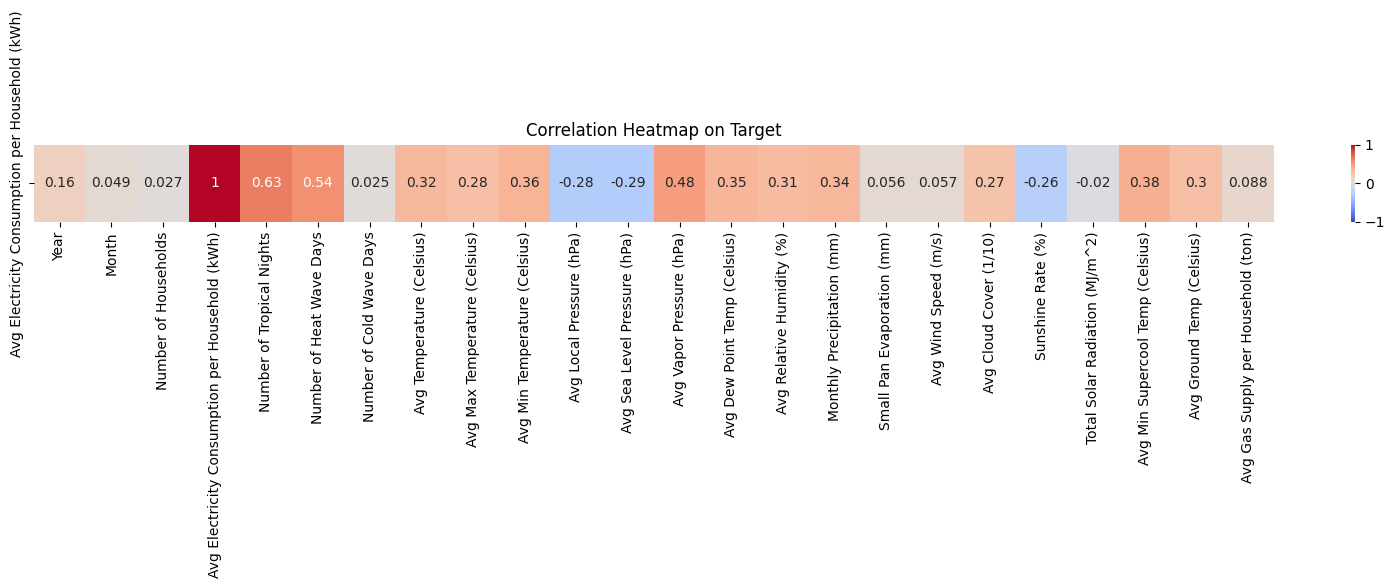 Correlation Heatmap on Target
Avg Electricity Consumption per Household (kWh)
0.16 0.049 0.027 1 0.63 0.54 0.025 0.32 0.28 0.36 -0.28 -0.29 0.48 0.35 0.31 0.34 0.056 0.057 0.27 -0.26 -0.02 0.38 0.3 0.088
Year
Month
Number of Households
Avg Electricity Consumption per Household (kWh)
Number of Tropical Nights
Number of Heat Wave Days
Number of Cold Wave Days
Avg Temperature (Celsius)
Avg Max Temperature (Celsius)
Avg Min Temperature (Celsius)
Avg Local Pressure (hPa)
Avg Sea Level Pressure (hPa)
Avg Vapor Pressure (hPa)
Avg Dew Point Temp (Celsius)
Avg Relative Humidity (%)
Monthly Precipitation (mm)
Small Pan Evaporation (mm)
Avg Wind Speed (m/s)
Avg Cloud Cover (1/10)
Sunshine Rate (%)
Total Solar Radiation (MJ/m^2)
Avg Min Supercool Temp (Celsius)
Avg Ground Temp (Celsius)
Avg Gas Supply per Household (ton)
1
0
−1